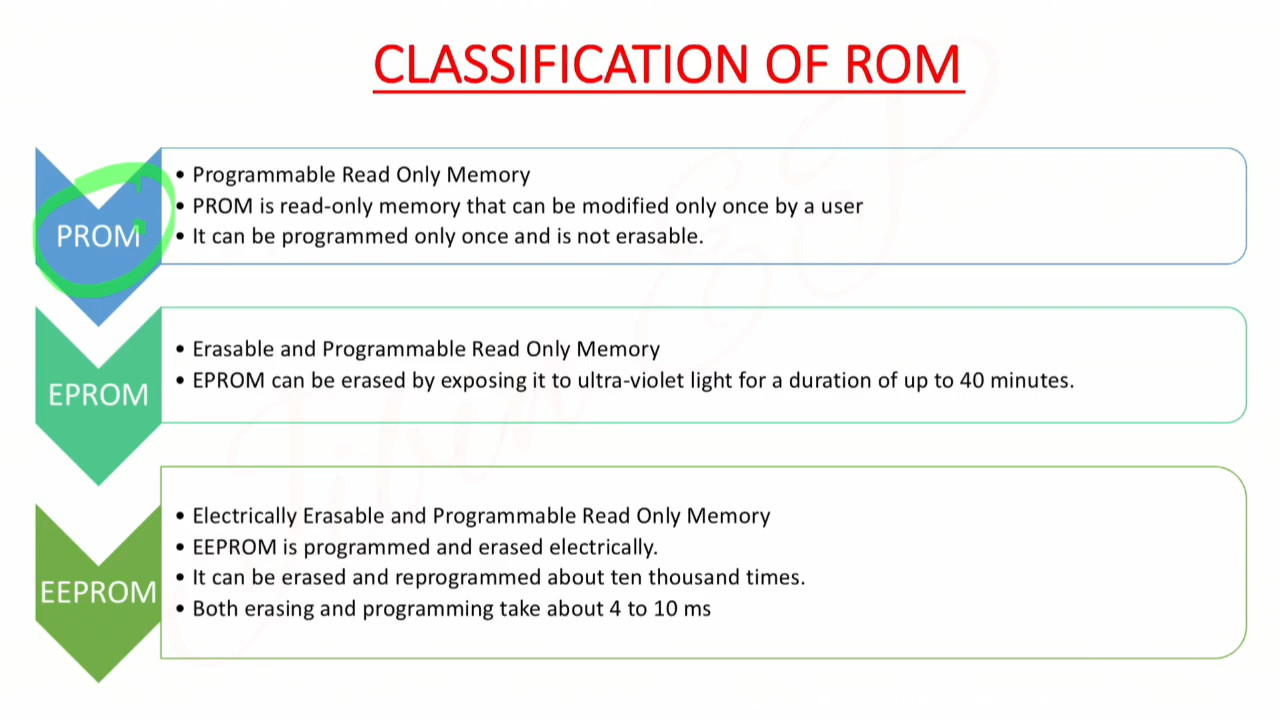 CLASSIFICATION OF ROM
PROM
• Programmable Read Only Memory
• PROM is read-only memory that can be modified only once by a user
• It can be programmed only once and is not erasable.
EPROM
• Erasable and Programmable Read Only Memory
• EPROM can be erased by exposing it to ultra-violet light for a duration of up to 40 minutes.
EEPROM
• Electrically Erasable and Programmable Read Only Memory
• EEPROM is programmed and erased electrically.
• It can be erased and reprogrammed about ten thousand times.
• Both erasing and programming take about 4 to 10 ms